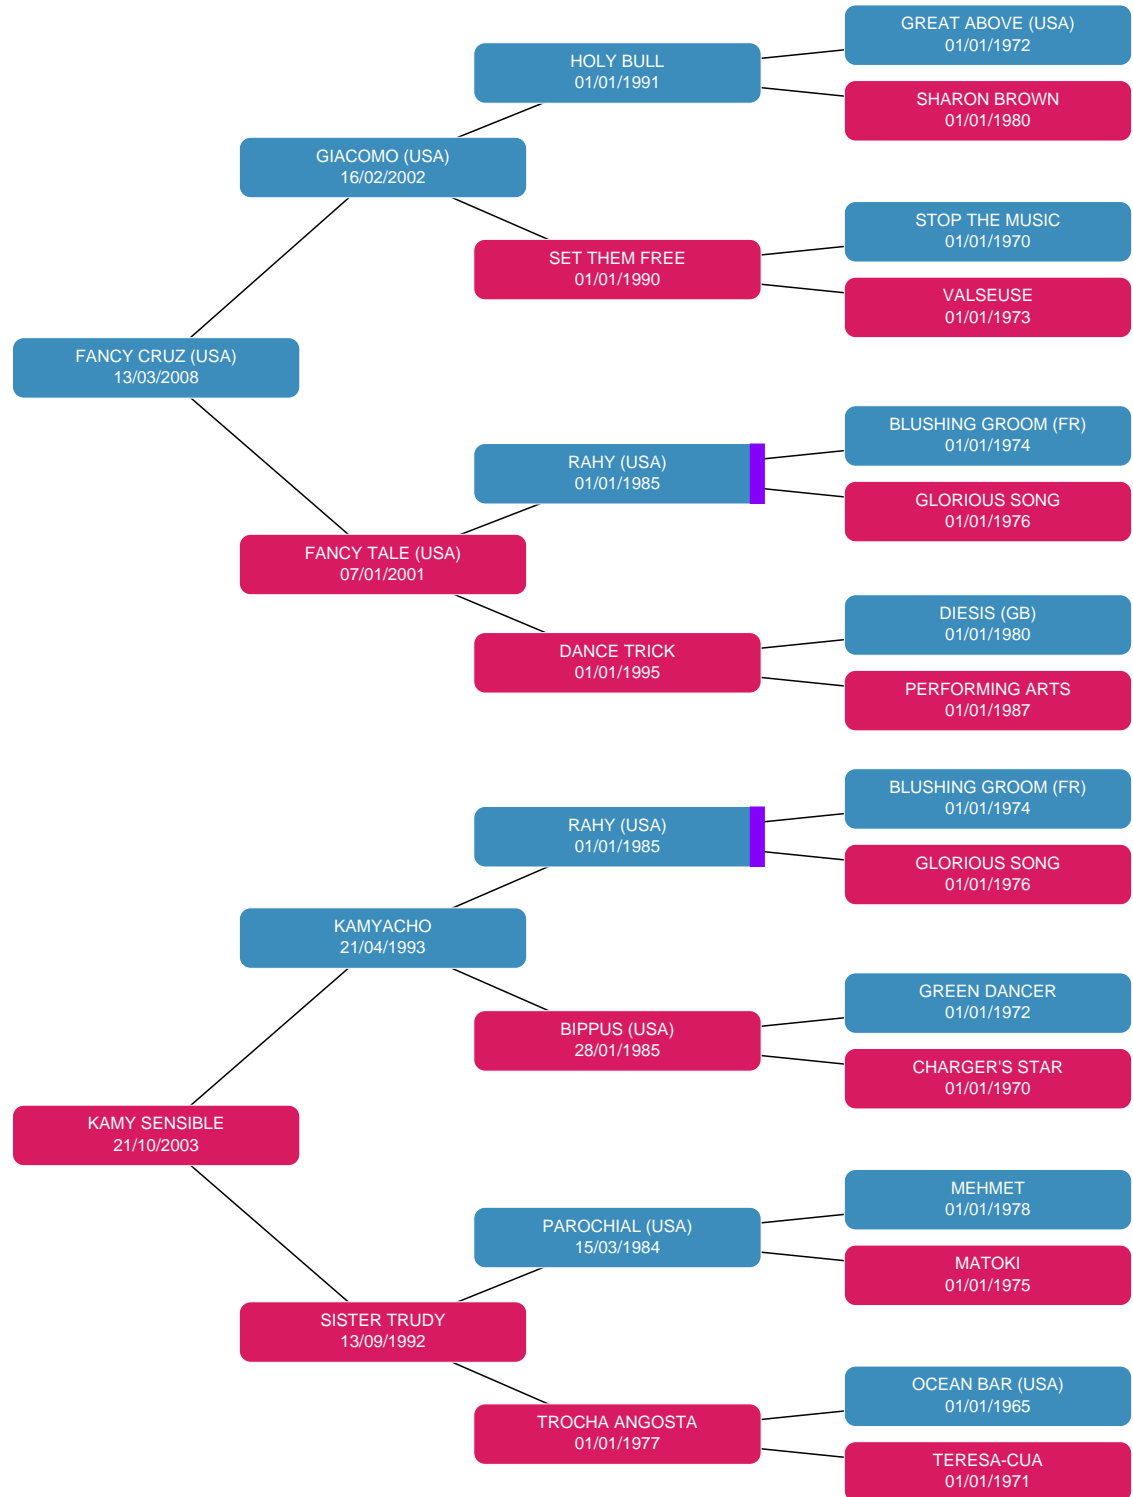 GREAT ABOVE (USA)
01/01/1972
HOLY BULL
01/01/1991
SHARON BROWN
01/01/1980
GIACOMO (USA)
16/02/2002
STOP THE MUSIC
01/01/1970
SET THEM FREE
01/01/1990
VALSEUSE
01/01/1973
FANCY CRUZ (USA)
13/03/2008
BLUSHING GROOM (FR)
01/01/1974
RAHY (USA)
01/01/1985
GLORIOUS SONG
01/01/1976
FANCY TALE (USA)
07/01/2001
DIESIS (GB)
01/01/1980
DANCE TRICK
01/01/1995
PERFORMING ARTS
01/01/1987
BLUSHING GROOM (FR)
01/01/1974
RAHY (USA)
01/01/1985
GLORIOUS SONG
01/01/1976
KAMYACHO
21/04/1993
GREEN DANCER
01/01/1972
BIPPUS (USA)
28/01/1985
CHARGER'S STAR
01/01/1970
KAMY SENSIBLE
21/10/2003
MEHMET
01/01/1978
PAROCHIAL (USA)
15/03/1984
MATOKI
01/01/1975
SISTER TRUDY
13/09/1992
OCEAN BAR (USA)
01/01/1965
TROCHA ANGOSTA
01/01/1977
TERESA-CUA
01/01/1971